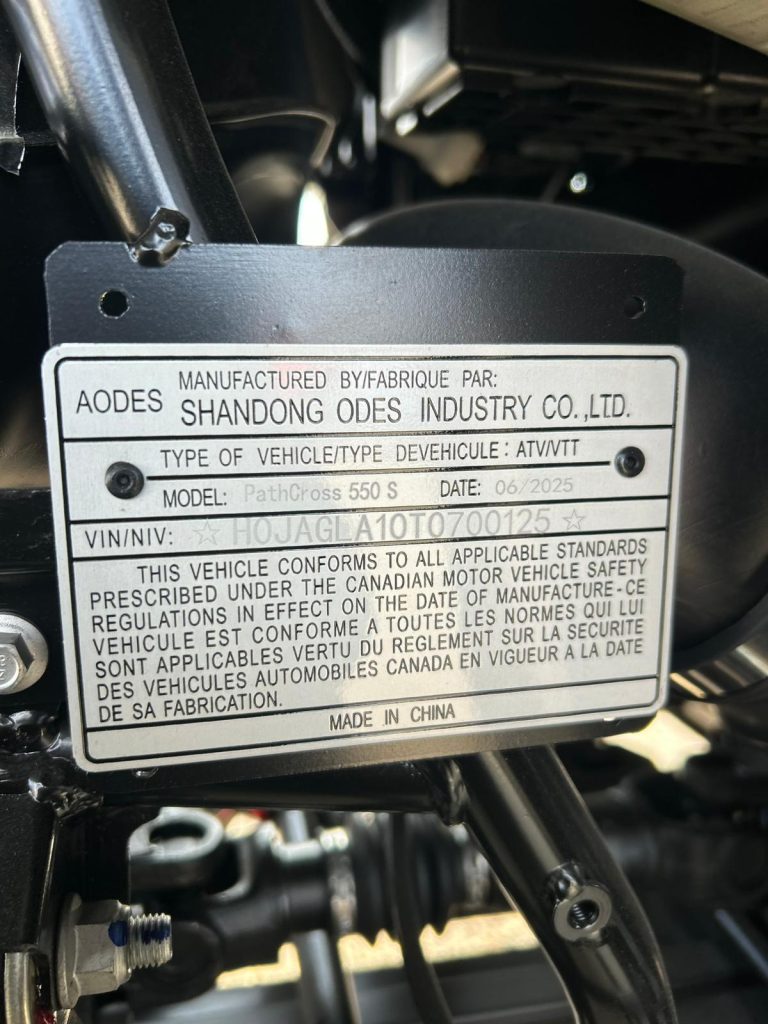 AODES
MANUFACTURED BY/FABRIQUE PAR:
SHANDONG ODES INDUSTRY CO.,LTD.
TYPE OF VEHICLE/TYPE DEVEHICULE: ATV/VTT
MODEL: PathCross 550 S DATE: 06/2025
VIN/NIV: ☆ H0JAGLA10T0700125 ☆
THIS VEHICLE CONFORMS TO ALL APPLICABLE STANDARDS
PRESCRIBED UNDER THE CANADIAN MOTOR VEHICLE SAFETY
REGULATIONS IN EFFECT ON THE DATE OF MANUFACTURE-CE
VEHICULE EST CONFORME A TOUTES LES NORMES QUI LUI
SONT APPLICABLES VERTU DU REGLEMENT SUR LA SECURITE
DES VEHICULES AUTOMOBILES CANADA EN VIGUEUR A LA DATE
DE SA FABRICATION.
MADE IN CHINA